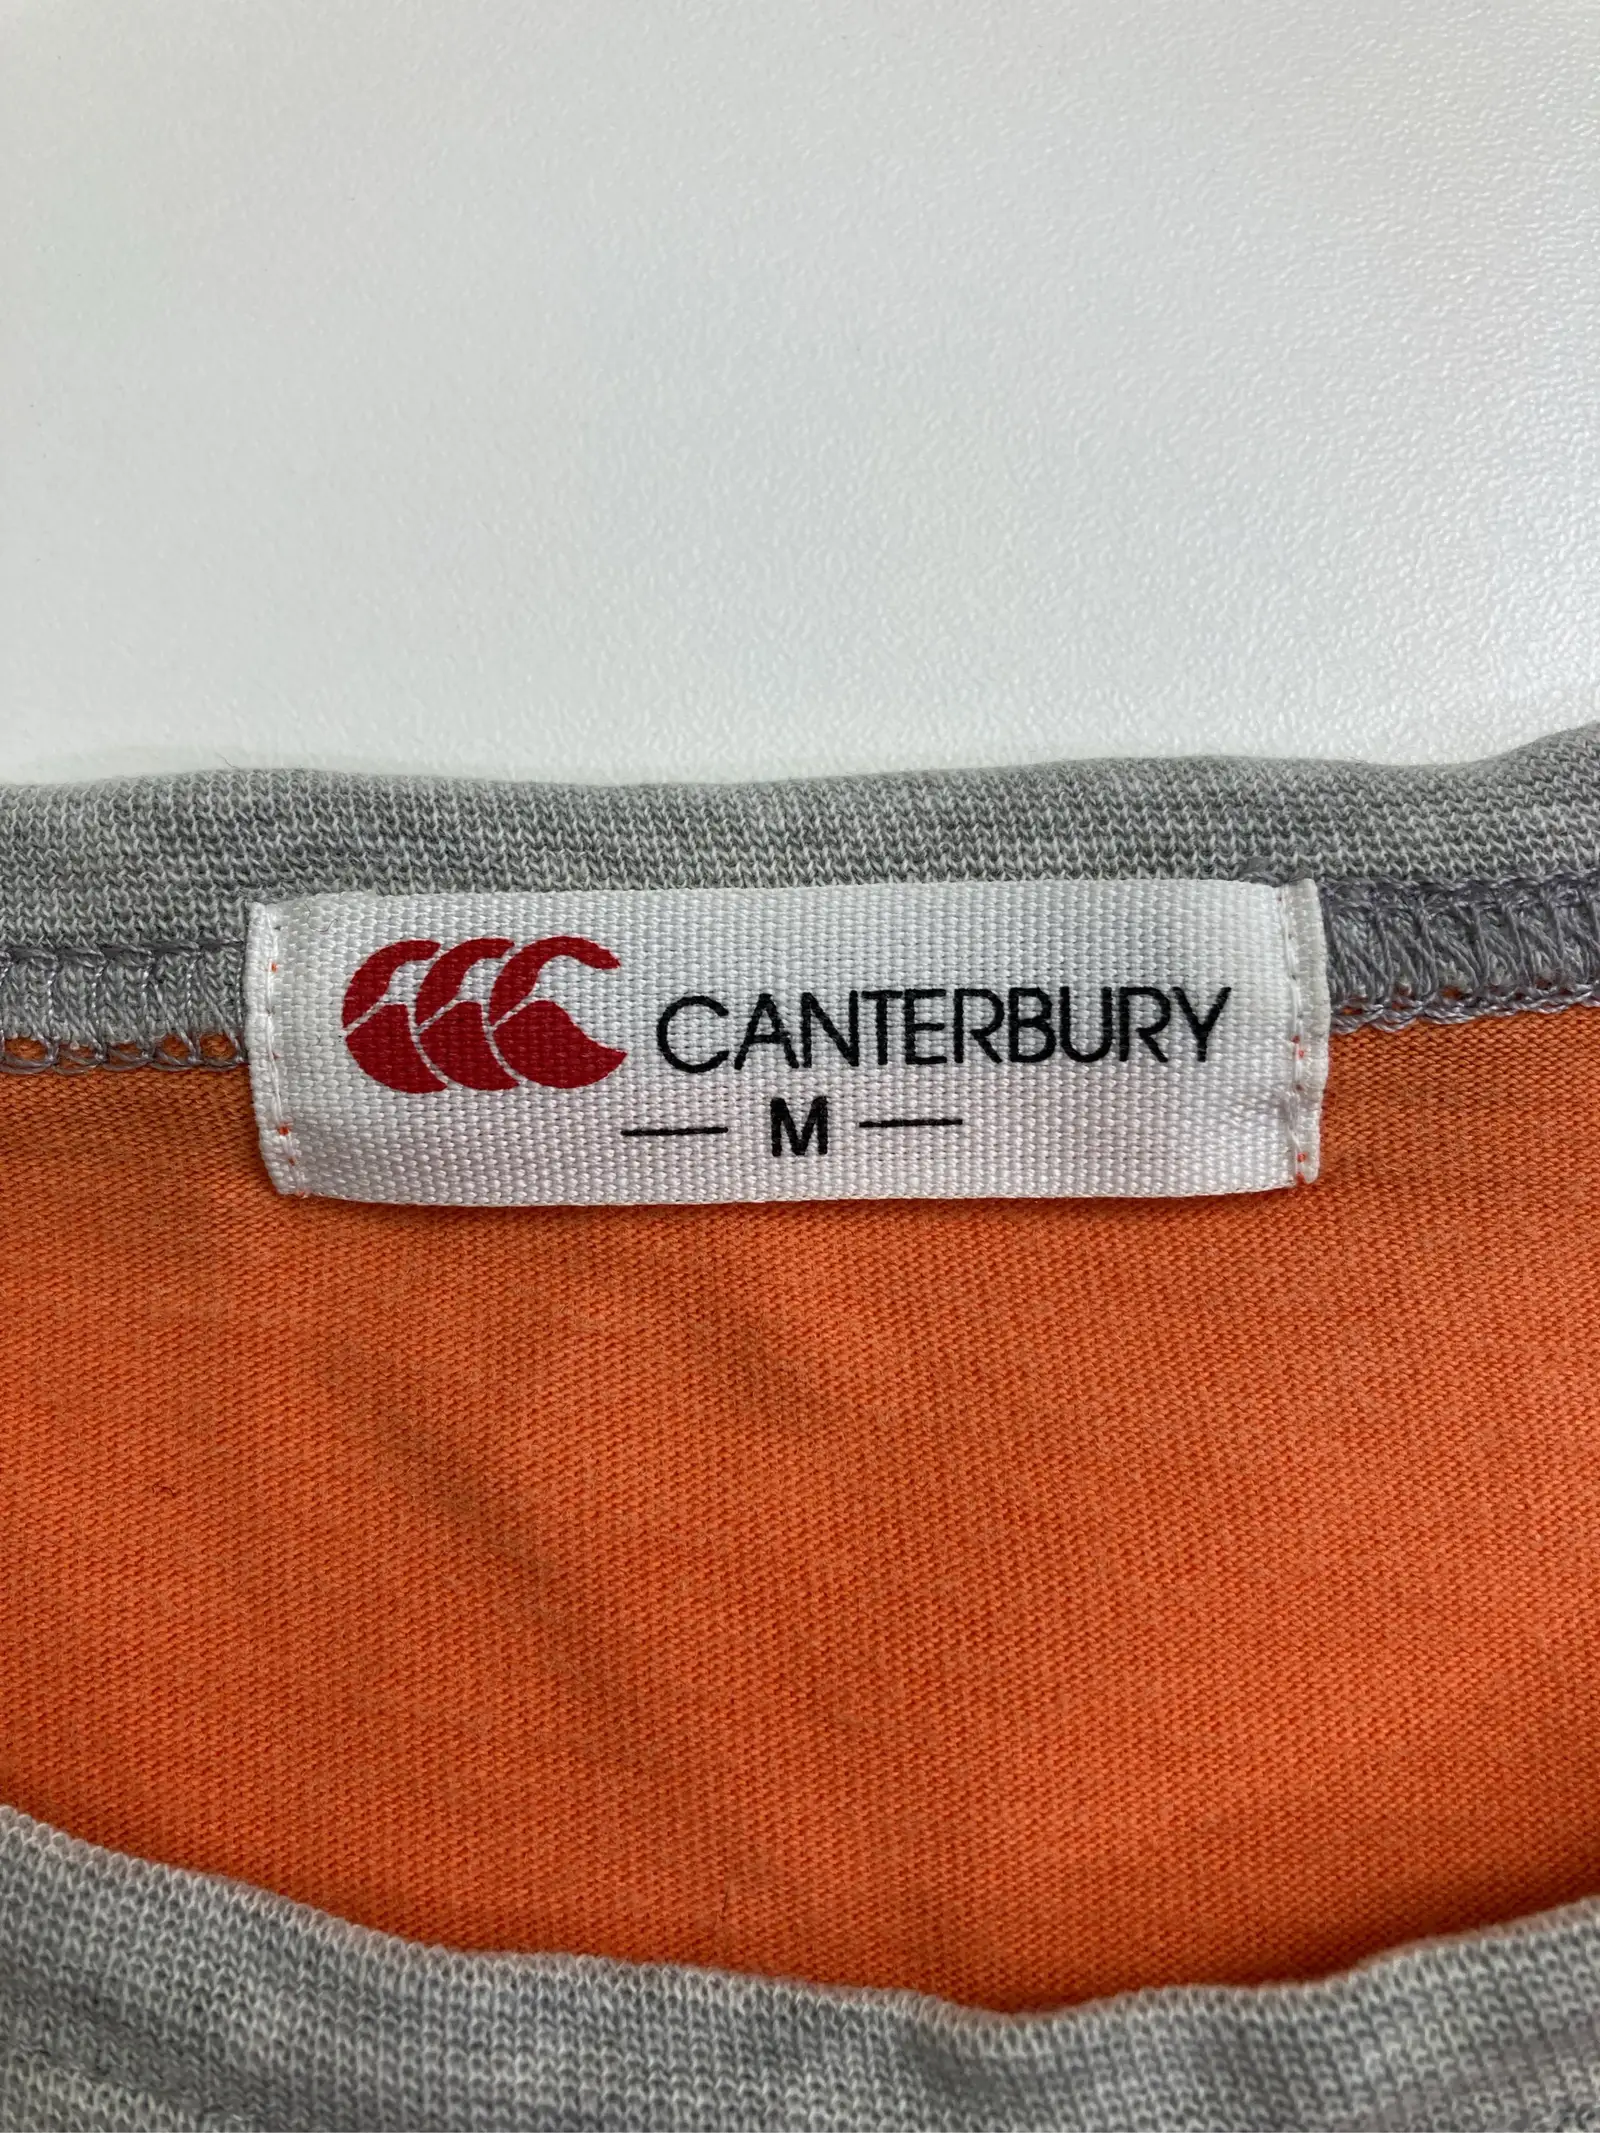 CANTERBURY
— M —